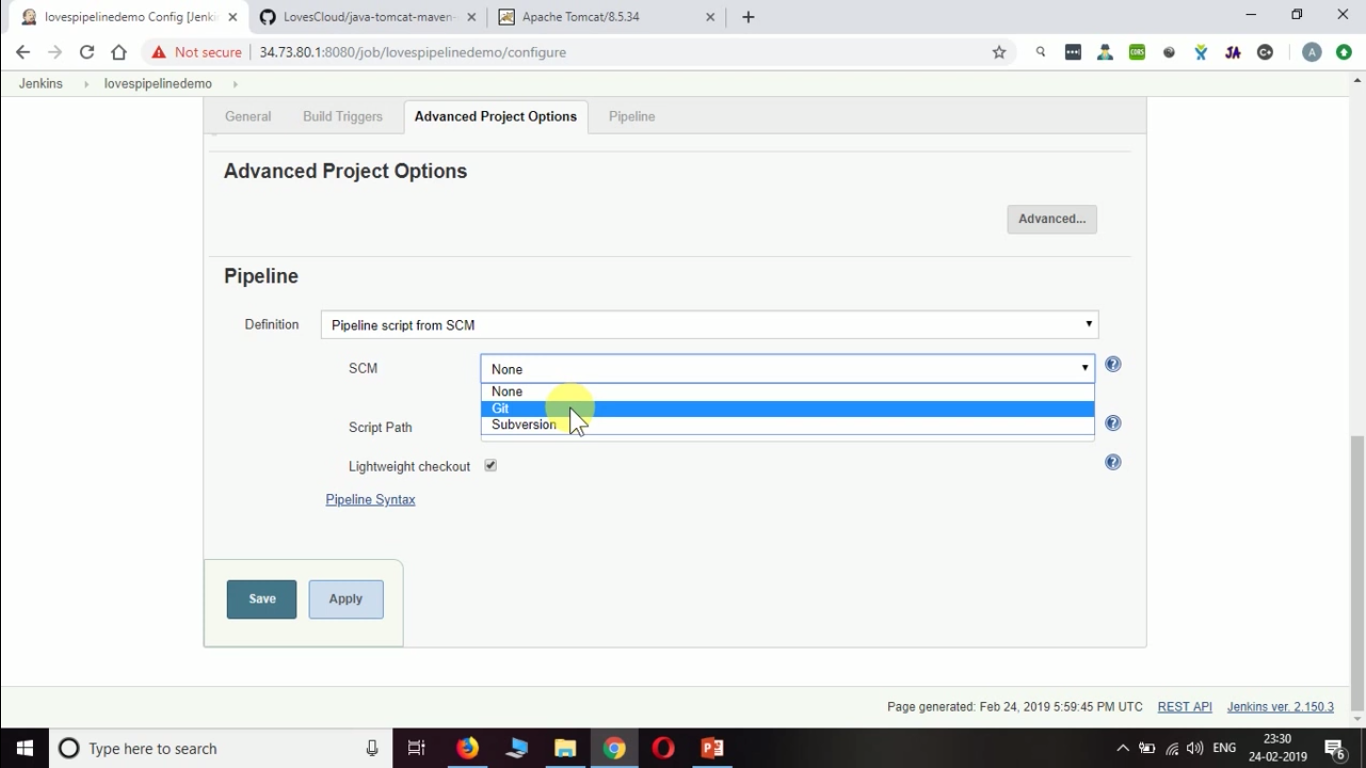 lovespipelinedemo Config [Jenki
LovesCloud/java-tomcat-maven-
Apache Tomcat/8.5.34
Not secure
34.73.80.1:8080/job/lovespipelinedemo/configure
CORS
JA
A
Jenkins
lovespipelinedemo
General
Build Triggers
Advanced Project Options
Pipeline
Advanced Project Options
Advanced...
Pipeline
Definition
Pipeline script from SCM
SCM
None
None
Git
Subversion
Script Path
Lightweight checkout
Pipeline Syntax
Save
Apply
Page generated: Feb 24, 2019 5:59:45 PM UTC
REST API
Jenkins ver. 2.150.3
Type here to search
ENG
23:30
24-02-2019
6